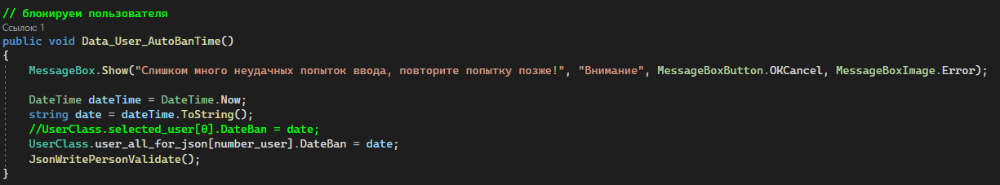 // блокируем пользователя
Ссылок: 1
public void Data_User_AutoBanTime()
{
MessageBox.Show("Слишком много неудачных попыток ввода, повторите попытку позже!", "Внимание", MessageBoxButton.OKCancel, MessageBoxImage.Error);
DateTime dateTime = DateTime.Now;
string date = dateTime.ToString();
//UserClass.selected_user[0].DateBan = date;
UserClass.user_all_for_json[number_user].DateBan = date;
JsonWritePersonValidate();
}